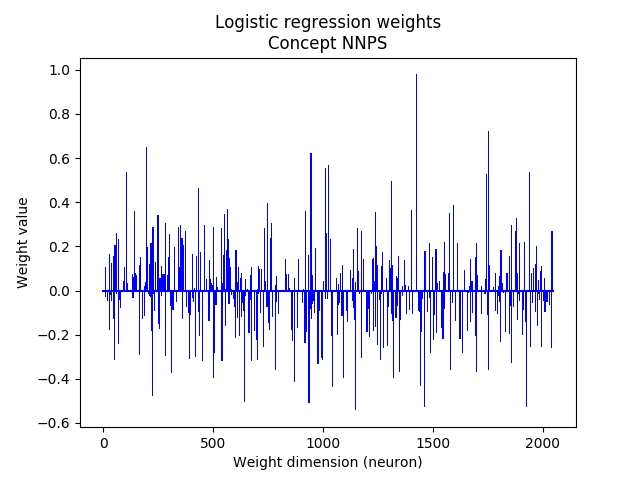 Logistic regression weights
Concept NNPS
1.0
0.8
0.6
0.4
0.2
0.0
−0.2
−0.4
−0.6
Weight value
0 500 1000 1500 2000
Weight dimension (neuron)